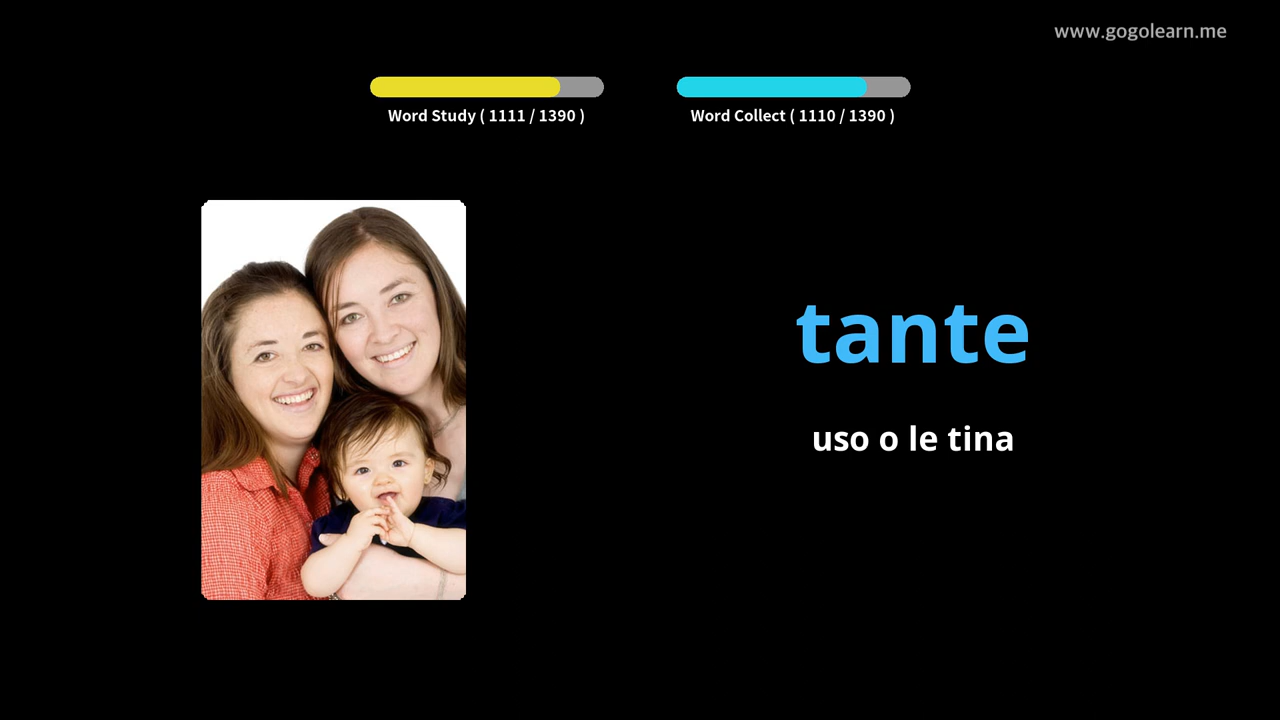 www.gogolearn.me
Word Study ( 1111 / 1390 )
Word Collect ( 1110 / 1390 )
tante
uso o le tina